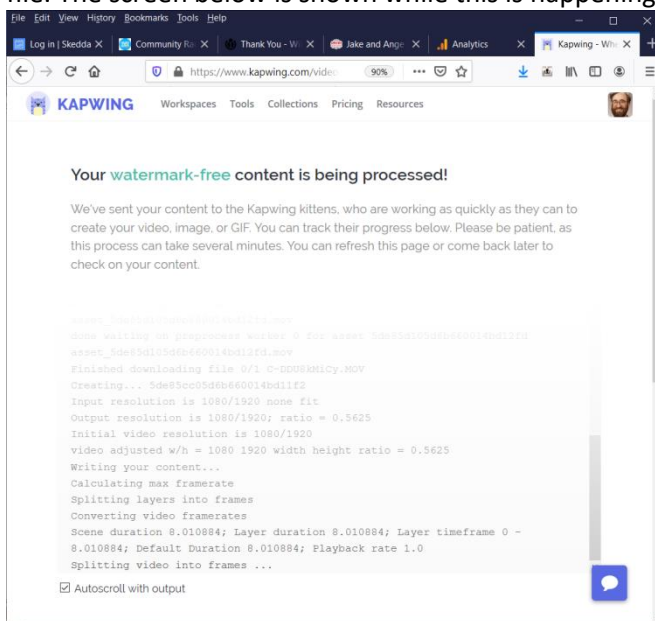 file. The screen below is shown while this is happening
File Edit View History Bookmarks Tools Help
Log in | Skedda
Community Ra
Thank You - W
Jake and Ange
Analytics
Kapwing - Whe
https://www.kapwing.com/video
90%
KAPWING
Workspaces Tools Collections Pricing Resources
Your watermark-free content is being processed!
We've sent your content to the Kapwing kittens, who are working as quickly as they can to
create your video, image, or GIF. You can track their progress below. Please be patient, as
this process can take several minutes. You can refresh this page or come back later to
check on your content.
done waiting on preprocess worker 0 for asset
Finished downloading file 0/1 C-DDU8kMiCy.MOV
Creating... 5de85cc05d6b660014bd11f2
Input resolution is 1080/1920 none fit
Output resolution is 1080/1920; ratio = 0.5625
Initial video resolution is 1080/1920
video adjusted w/h = 1080 1920 width height ratio = 0.5625
Writing your content...
Calculating max framerate
Splitting layers into frames
Converting video framerates
Scene duration 8.010884; Layer duration 8.010884; Layer timeframe 0 -
8.010884; Default Duration 8.010884; Playback rate 1.0
Splitting video into frames ...
Autoscroll with output